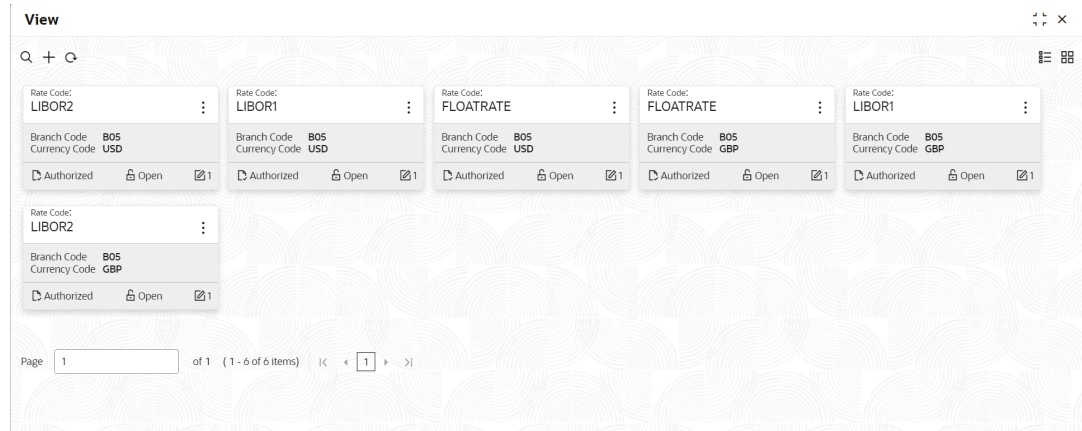 View
Rate Code:
LIBOR2
Branch Code B05
Currency Code USD
Authorized Open 1
Rate Code:
LIBOR1
Branch Code B05
Currency Code USD
Authorized Open 1
Rate Code:
FLOATRATE
Branch Code B05
Currency Code USD
Authorized Open 1
Rate Code:
FLOATRATE
Branch Code B05
Currency Code GBP
Authorized Open 1
Rate Code:
LIBOR1
Branch Code B05
Currency Code GBP
Authorized Open 1
Rate Code:
LIBOR2
Branch Code B05
Currency Code GBP
Authorized Open 1
Page 1 of 1 ( 1 - 6 of 6 items) 1